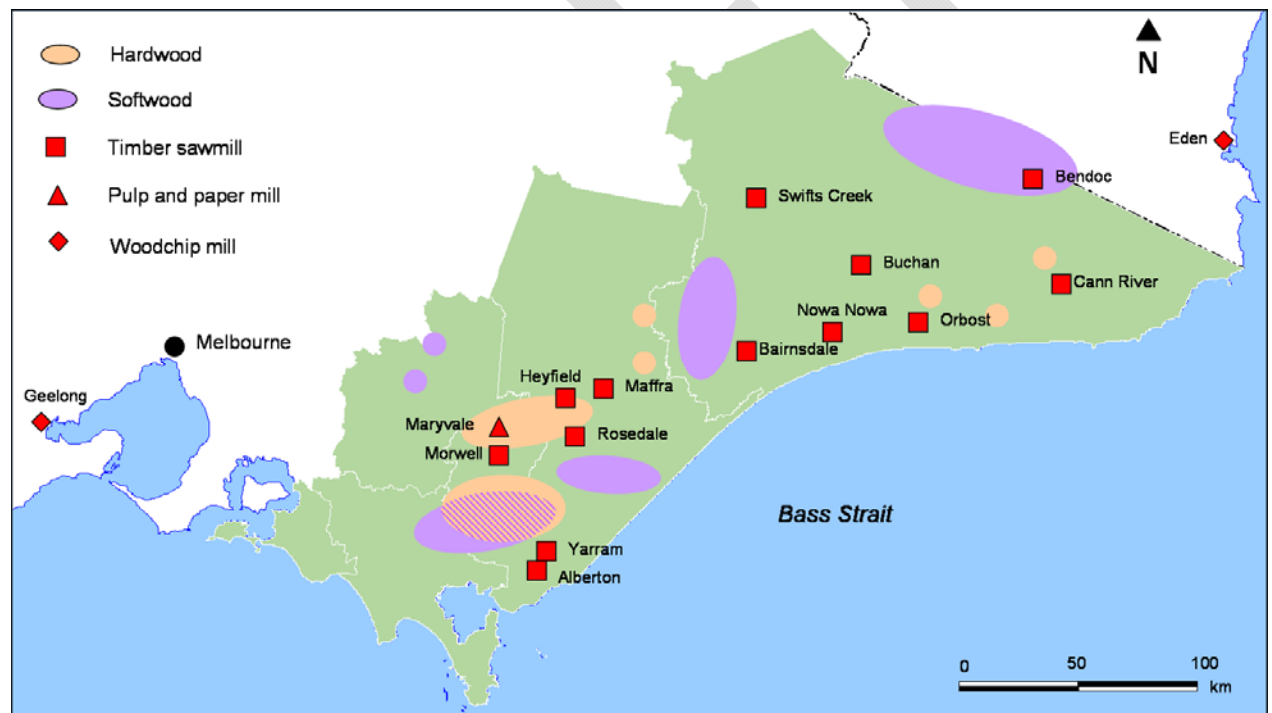 Hardwood
Softwood
Timber sawmill
Pulp and paper mill
Woodchip mill
N
Eden
Bendoc
Swifts Creek
Buchan
Cann River
Nowa Nowa
Orbost
Bairnsdale
Melbourne
Heyfield
Maffra
Geelong
Maryvale
Rosedale
Morwell
Bass Strait
Yarram
Alberton
0 50 100
km